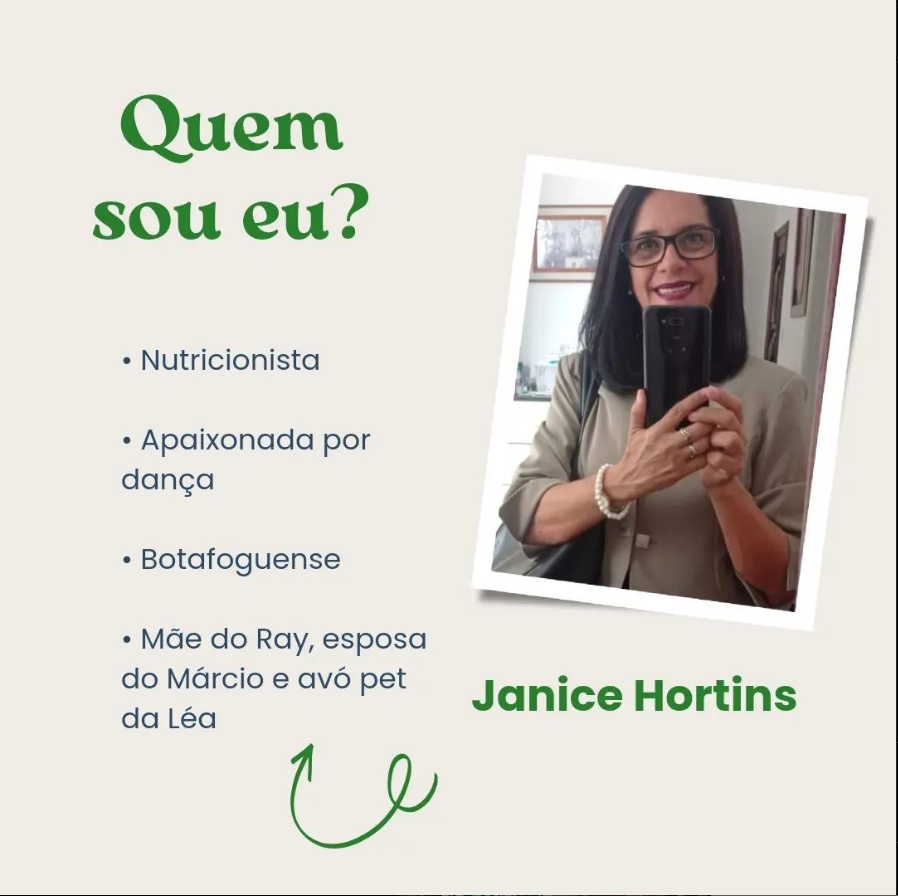 Quem
sou eu?
• Nutricionista
• Apaixonada por
dança
• Botafoguense
• Mãe do Ray, esposa
do Márcio e avó pet
da Léa
Janice Hortins